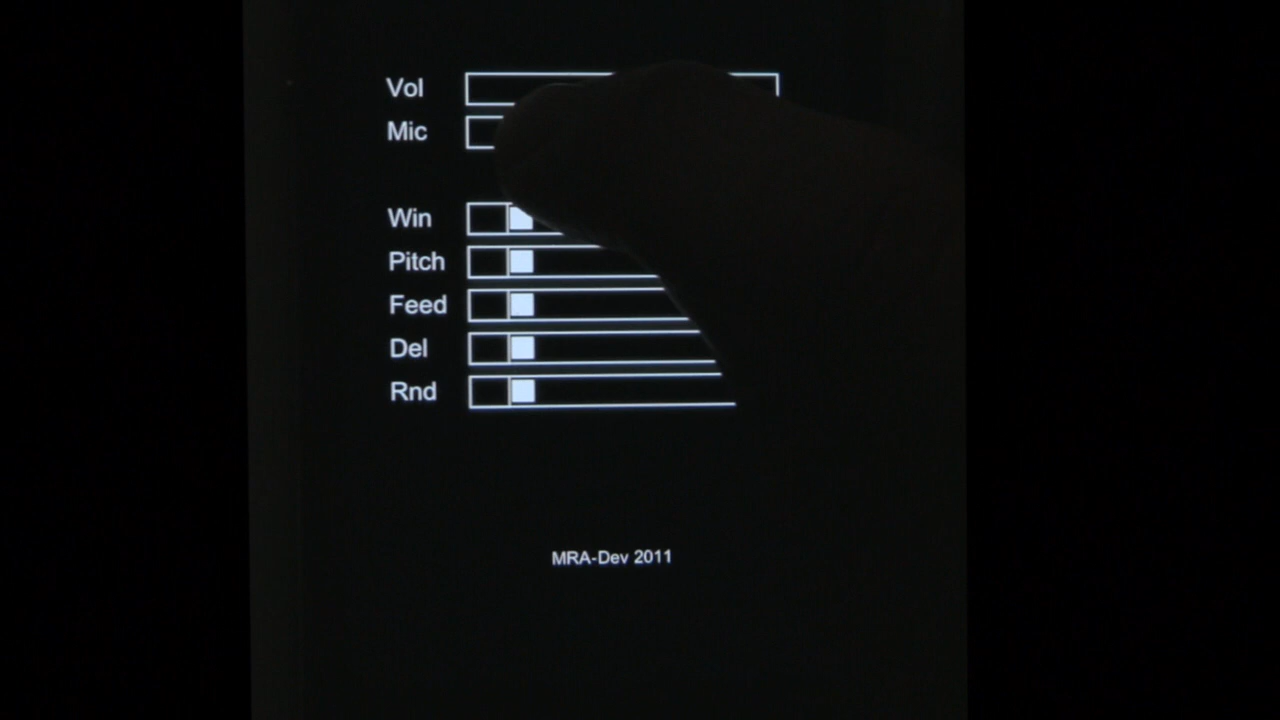 Vol
Mic
Win
Pitch
Feed
Del
Rnd
MRA-Dev 2011